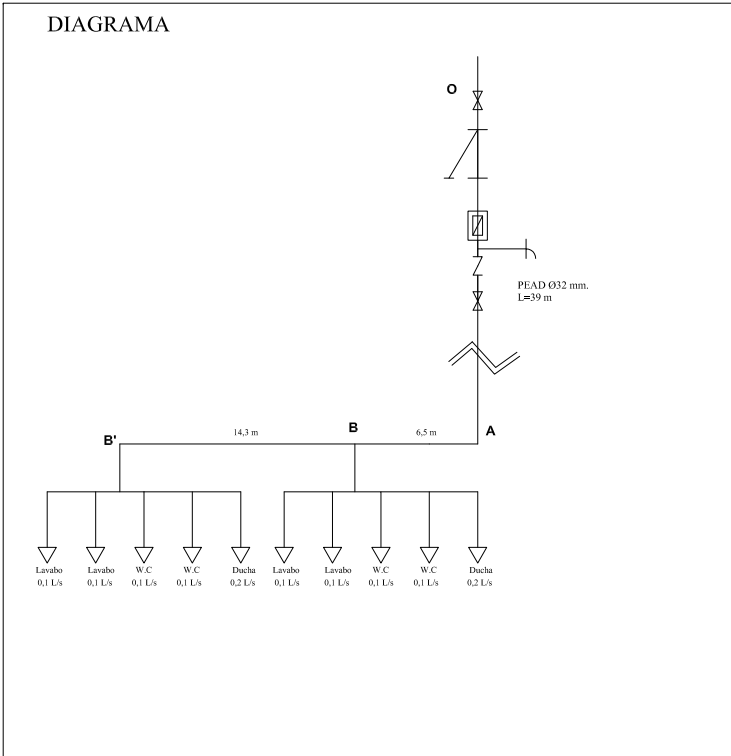 DIAGRAMA
O
PEAD Ø32 mm.
L=39 m
B'
14,3 m
B
6,5 m
A
Lavabo Lavabo W.C W.C Ducha Lavabo Lavabo W.C W.C Ducha
0,1 L/s 0,1 L/s 0,1 L/s 0,1 L/s 0,2 L/s 0,1 L/s 0,1 L/s 0,1 L/s 0,1 L/s 0,2 L/s